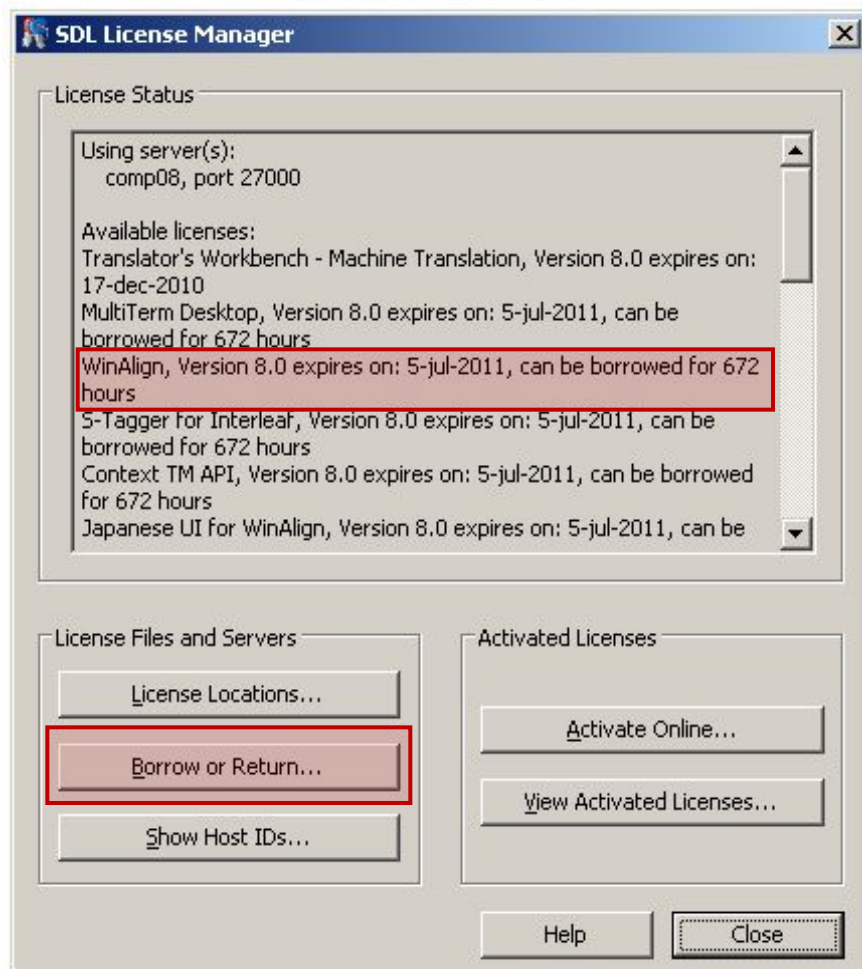 SDL License Manager
License Status
Using server(s):
comp08, port 27000
Available licenses:
Translator's Workbench - Machine Translation, Version 8.0 expires on:
17-dec-2010
MultiTerm Desktop, Version 8.0 expires on: 5-jul-2011, can be
borrowed for 672 hours
WinAlign, Version 8.0 expires on: 5-jul-2011, can be borrowed for 672
hours
S-Tagger for Interleaf, Version 8.0 expires on: 5-jul-2011, can be
borrowed for 672 hours
Context TM API, Version 8.0 expires on: 5-jul-2011, can be borrowed
for 672 hours
Japanese UI for WinAlign, Version 8.0 expires on: 5-jul-2011, can be
License Files and Servers
License Locations...
Borrow or Return...
Show Host IDs...
Activated Licenses
Activate Online...
View Activated Licenses...
Help
Close